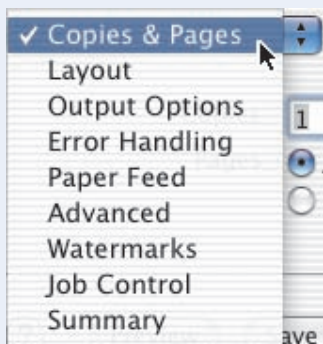 ✓ Copies & Pages
Layout
1
Output Options
Error Handling
Paper Feed
Advanced
Watermarks
Job Control
Summary